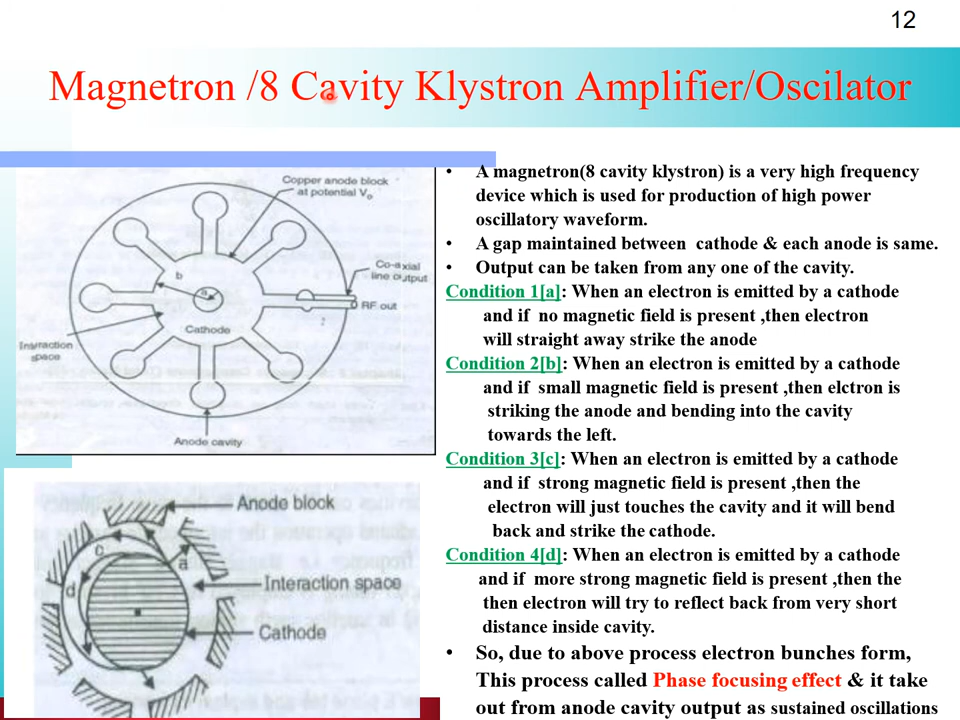 12
Magnetron /8 Cavity Klystron Amplifier/Oscilator
Copper anode block
at potential V₀
Co-axial
line output
b
a
RF out
Cathode
Interaction
space
Anode cavity
Anode block
c
a
Interaction space
d
Cathode
• A magnetron(8 cavity klystron) is a very high frequency
device which is used for production of high power
oscillatory waveform.
• A gap maintained between cathode & each anode is same.
• Output can be taken from any one of the cavity.
Condition 1[a]: When an electron is emitted by a cathode
and if no magnetic field is present ,then electron
will straight away strike the anode
Condition 2[b]: When an electron is emitted by a cathode
and if small magnetic field is present ,then elctron is
striking the anode and bending into the cavity
towards the left.
Condition 3[c]: When an electron is emitted by a cathode
and if strong magnetic field is present ,then the
electron will just touches the cavity and it will bend
back and strike the cathode.
Condition 4[d]: When an electron is emitted by a cathode
and if more strong magnetic field is present ,then the
then electron will try to reflect back from very short
distance inside cavity.
• So, due to above process electron bunches form,
This process called Phase focusing effect & it take
out from anode cavity output as sustained oscillations